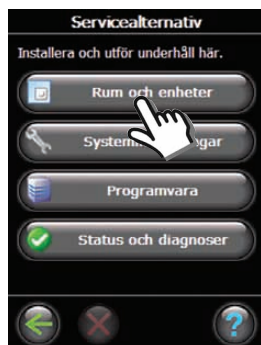 Servicealternativ
Installera och utför underhåll här.
Rum och enheter
Programvara
Status och diagnoser
?